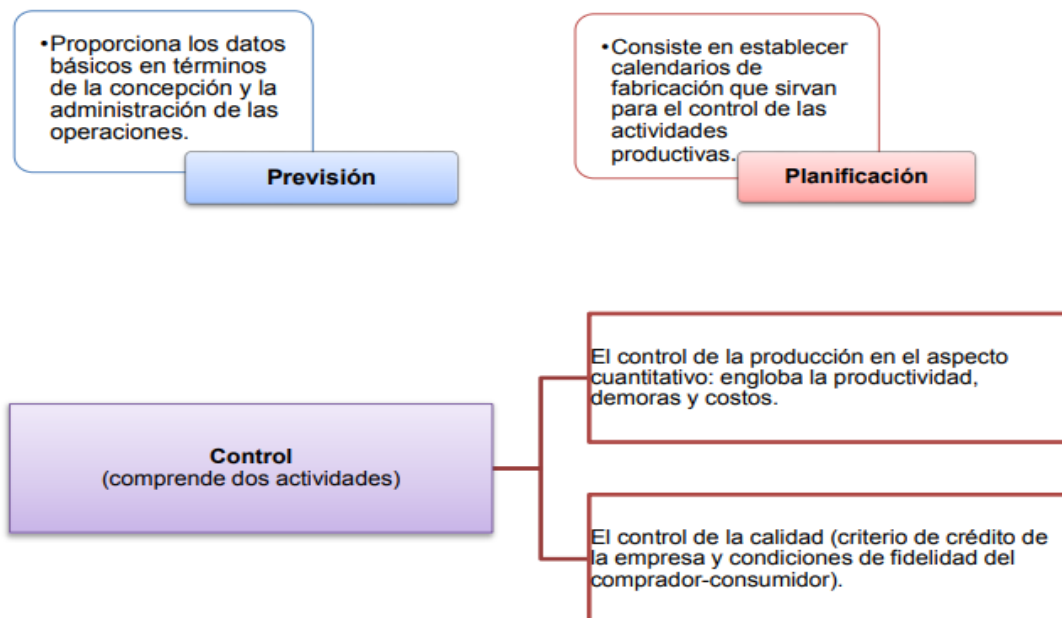 •Proporciona los datos
básicos en términos
de la concepción y la
administración de las
operaciones.
Previsión
•Consiste en establecer
calendarios de
fabricación que sirvan
para el control de las
actividades
productivas.
Planificación
Control
(comprende dos actividades)
El control de la producción en el aspecto
cuantitativo: engloba la productividad,
demoras y costos.
El control de la calidad (criterio de crédito de
la empresa y condiciones de fidelidad del
comprador-consumidor).